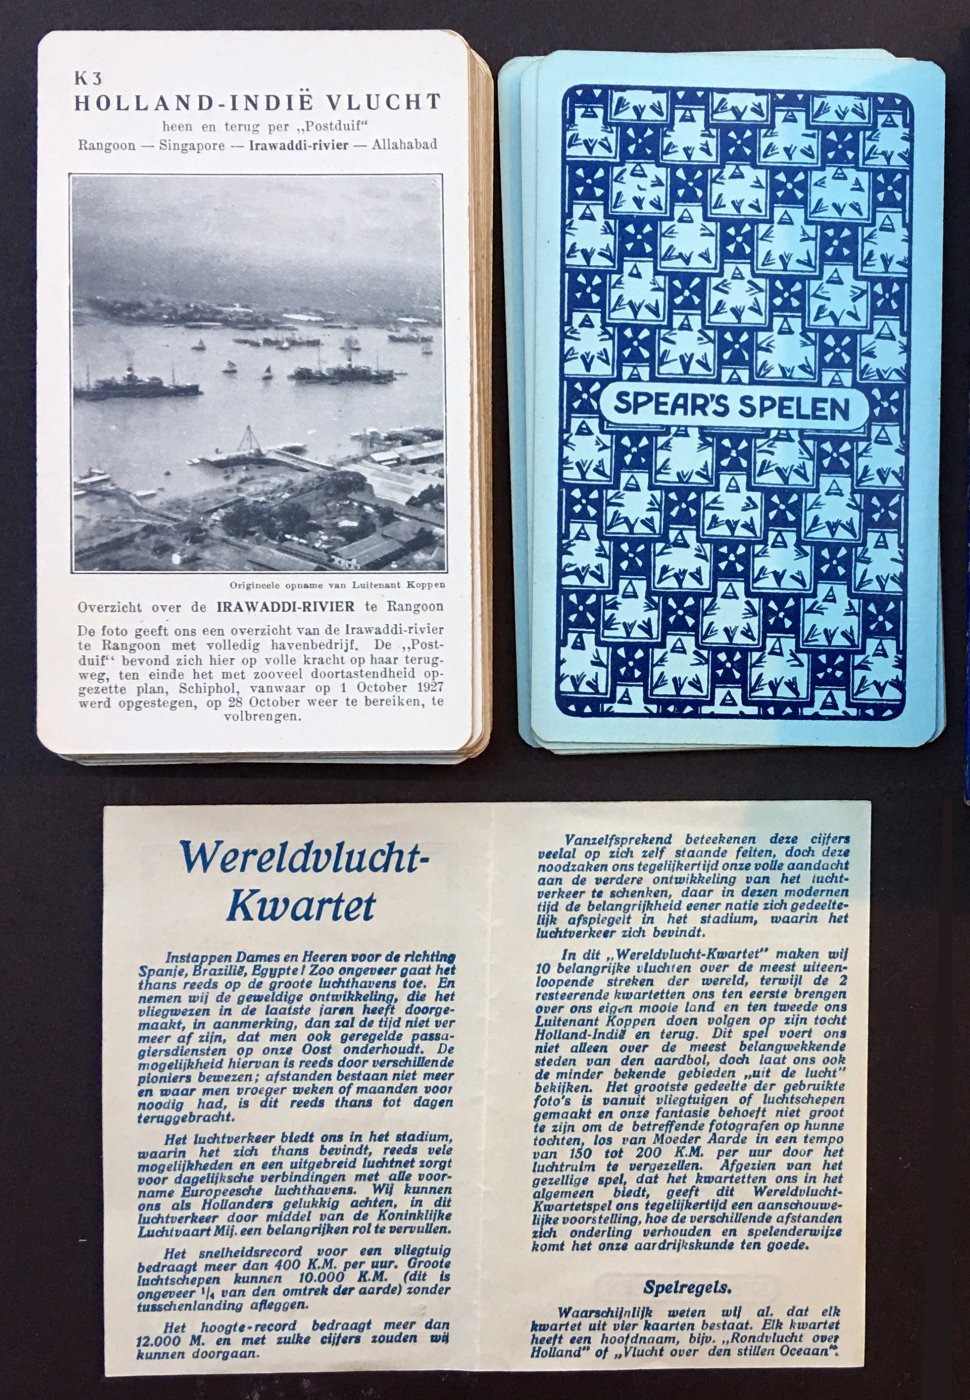 K 3
HOLLAND-INDIË VLUCHT
heen en terug per „Postduif“
Rangoon — Singapore — Irawaddi-rivier — Allahabad
Origineele opname van Luitenant Koppen
Overzicht over de IRAWADDI-RIVIER te Rangoon
De foto geeft ons een overzicht van de Irawaddi-rivier
te Rangoon met volledig havenbedrijf. De „Post-
duif“ bevond zich hier op volle kracht op haar terug-
weg, ten einde het met zooveel doortastendheid op-
gezette plan, Schiphol, vanwaar op 1 October 1927
werd opgestegen, op 28 October weer te bereiken, te
volbrengen.
SPEAR'S SPELEN
Wereldvlucht-
Kwartet
Instappen Dames en Heeren voor de richting
Spanje, Brazilië, Egypte! Zoo ongeveer gaat het
thans reeds op de groote luchthavens toe. En
nemen wij de geweldige ontwikkeling, die het
vliegwezen in de laatste jaren heeft doorge-
maakt, in aanmerking, dan zal de tijd niet ver
meer af zijn, dat men ook geregelde passa-
giersdiensten op onze Oost onderhoudt. De
mogelijkheid hiervan is reeds door verschillende
pioniers bewezen; afstanden bestaan niet meer
en waar men vroeger weken of maanden voor
noodig had, is dit reeds thans tot dagen
teruggebracht.
Het luchtverkeer biedt ons in het stadium,
waarin het zich thans bevindt, reeds vele
mogelijkheden en een uitgebreid luchtnet zorgt
voor dagelijksche verbindingen met alle voor-
name Europeesche luchthavens. Wij kunnen
ons als Hollanders gelukkig achten, in dit
luchtverkeer door middel van de Koninklijke
Luchtvaart Mij. een belangrijken rol te vervullen.
Het snelheidsrecord voor een vliegtuig
bedraagt meer dan 400 K.M. per uur. Groote
luchtschepen kunnen 10.000 K.M. (dit is
ongeveer ¼ van den omtrek der aarde) zonder
tusschenlanding afleggen.
Het hoogte-record bedraagt meer dan
12.000 M. en met zulke cijfers zouden wij
kunnen doorgaan.
Vanzelfsprekend beteekenen deze cijfers
veelal op zich zelf staande feiten, doch deze
noodzaken ons tegelijkertijd onze volle aandacht
aan de verdere ontwikkeling van het lucht-
verkeer te schenken, daar in dezen modernen
tijd de belangrijkheid eener natie zich gedeelte-
lijk afspiegelt in het stadium, waarin het
luchtverkeer zich bevindt.
In dit „Wereldvlucht-Kwartet“ maken wij
10 belangrijke vluchten over de meest uiteen-
loopende streken der wereld, terwijl de 2
resteerende kwartetten ons ten eerste brengen
over ons eigen mooie land en ten tweede ons
Luitenant Koppen doen volgen op zijn tocht
Holland-Indië en terug. Dit spel voert ons
niet alleen over de meest belangwekkende
steden van den aardbol, doch laat ons ook
de minder bekende gebieden „uit de lucht“
bekijken. Het grootste gedeelte der gebruikte
foto's is vanuit vliegtuigen of luchtschepen
gemaakt en onze fantasie behoeft niet groot
te zijn om de betreffende fotografen op hunne
tochten, los van Moeder Aarde in een tempo
van 150 tot 200 K.M. per uur door het
luchtruim te vergezellen. Afgezien van het
gezellige spel, dat het kwartetten ons in het
algemeen biedt, geeft dit Wereldvlucht-
Kwartetspel ons tegelijkertijd een aanschouwe-
lijke voorstelling, hoe de verschillende afstanden
zich onderling verhouden en spelenderwijze
komt het onze aardrijkskunde ten goede.
Spelregels.
Waarschijnlijk weten wij al, dat elk
kwartet uit vier kaarten bestaat. Elk kwartet
heeft een hoofdnaam, bijv. „Rondvlucht over
Holland“ of „Vlucht over den stillen Oceaan“.